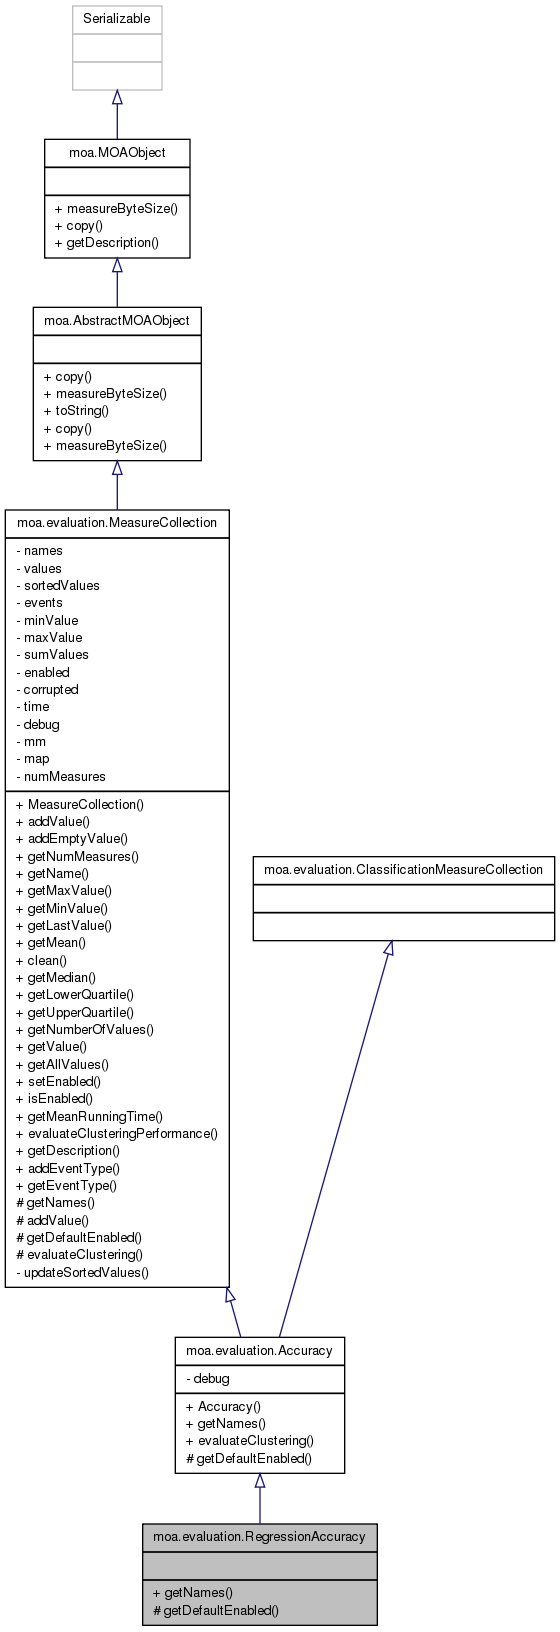 Serializable
moa.MOAObject
+ measureByteSize()
+ copy()
+ getDescription()
moa.AbstractMOAObject
+ copy()
+ measureByteSize()
+ toString()
+ copy()
+ measureByteSize()
moa.evaluation.MeasureCollection
- names
- values
- sortedValues
- events
- minValue
- maxValue
- sumValues
- enabled
- corrupted
- time
- debug
- mm
- map
- numMeasures
+ MeasureCollection()
+ addValue()
+ addEmptyValue()
+ getNumMeasures()
+ getName()
+ getMaxValue()
+ getMinValue()
+ getLastValue()
+ getMean()
+ clean()
+ getMedian()
+ getLowerQuartile()
+ getUpperQuartile()
+ getNumberOfValues()
+ getValue()
+ getAllValues()
+ setEnabled()
+ isEnabled()
+ getMeanRunningTime()
+ evaluateClusteringPerformance()
+ getDescription()
+ addEventType()
+ getEventType()
# getNames()
# addValue()
# getDefaultEnabled()
# evaluateClustering()
- updateSortedValues()
moa.evaluation.ClassificationMeasureCollection
moa.evaluation.Accuracy
- debug
+ Accuracy()
+ getNames()
+ evaluateClustering()
# getDefaultEnabled()
moa.evaluation.RegressionAccuracy
+ getNames()
# getDefaultEnabled()